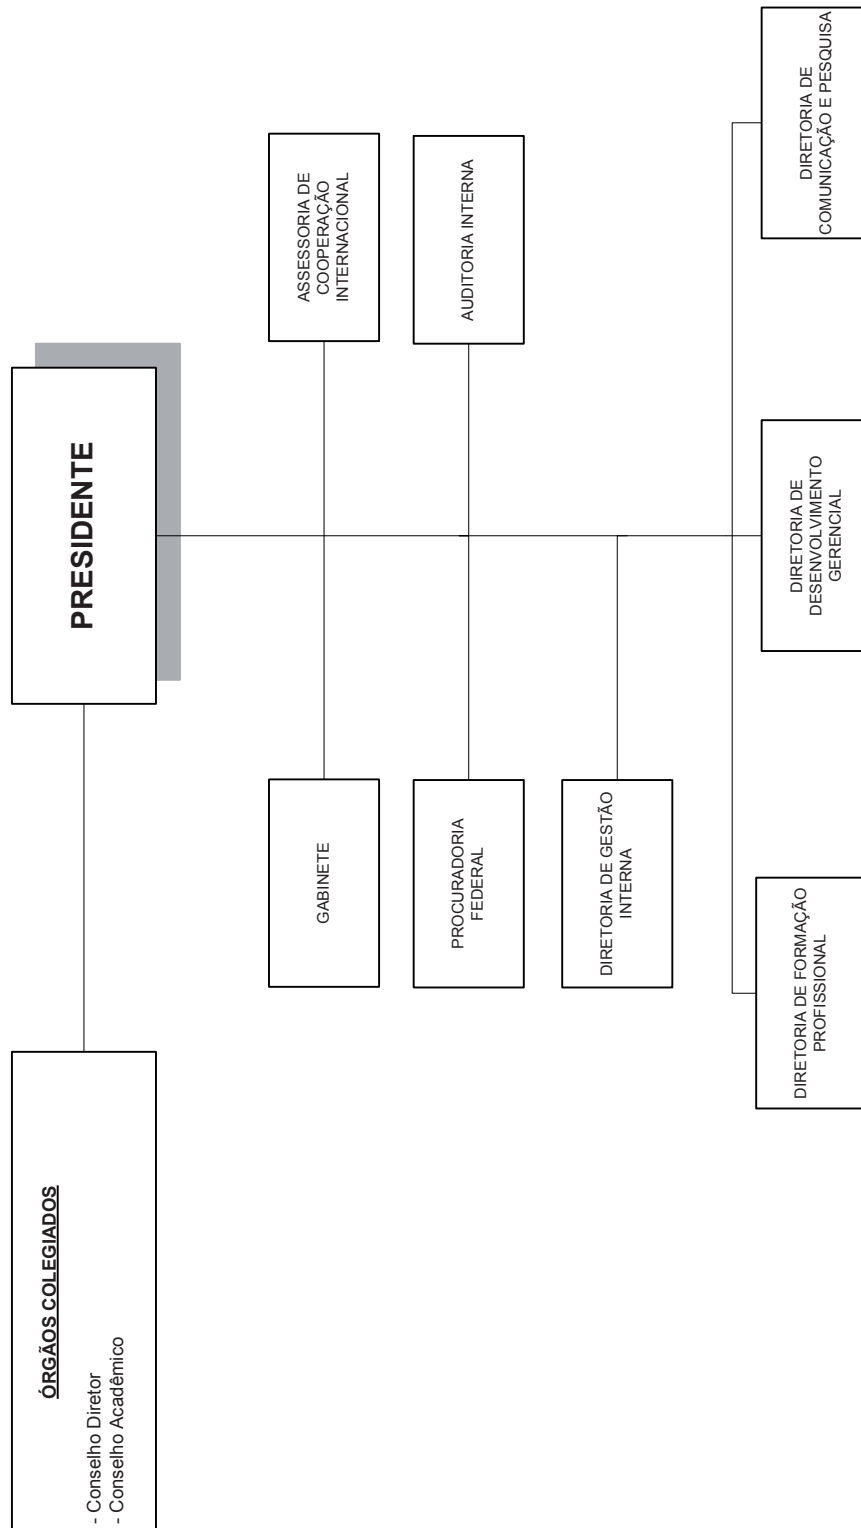 ÓRGÃOS COLEGIADOS
- Conselho Diretor
- Conselho Acadêmico
PRESIDENTE
GABINETE
ASSESSORIA DE
COOPERAÇÃO
INTERNACIONAL
PROCURADORIA
FEDERAL
AUDITORIA INTERNA
DIRETORIA DE GESTÃO
INTERNA
DIRETORIA DE FORMAÇÃO
PROFISSIONAL
DIRETORIA DE
DESENVOLVIMENTO
GERENCIAL
DIRETORIA DE
COMUNICAÇÃO E PESQUISA